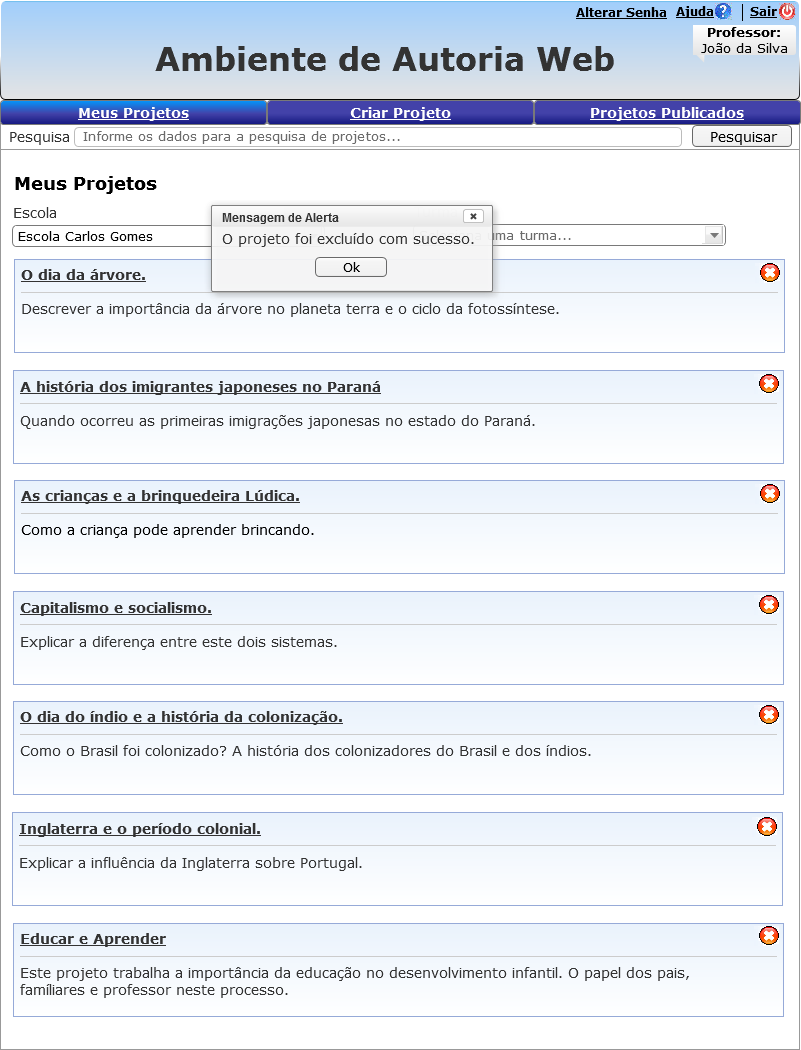 Alterar Senha Ajuda? Sair
Professor:
João da Silva
Ambiente de Autoria Web
Meus Projetos Criar Projeto Projetos Publicados
Pesquisa Informe os dados para a pesquisa de projetos... Pesquisar
Meus Projetos
Escola
Escola Carlos Gomes
uma turma...
Mensagem de Alerta
O projeto foi excluído com sucesso.
Ok
O dia da árvore.
Descrever a importância da árvore no planeta terra e o ciclo da fotossíntese.
A história dos imigrantes japoneses no Paraná
Quando ocorreu as primeiras imigrações japonesas no estado do Paraná.
As crianças e a brinquedeira Lúdica.
Como a criança pode aprender brincando.
Capitalismo e socialismo.
Explicar a diferença entre este dois sistemas.
O dia do índio e a história da colonização.
Como o Brasil foi colonizado? A história dos colonizadores do Brasil e dos índios.
Inglaterra e o período colonial.
Explicar a influência da Inglaterra sobre Portugal.
Educar e Aprender
Este projeto trabalha a importância da educação no desenvolvimento infantil. O papel dos pais,
famíliares e professor neste processo.